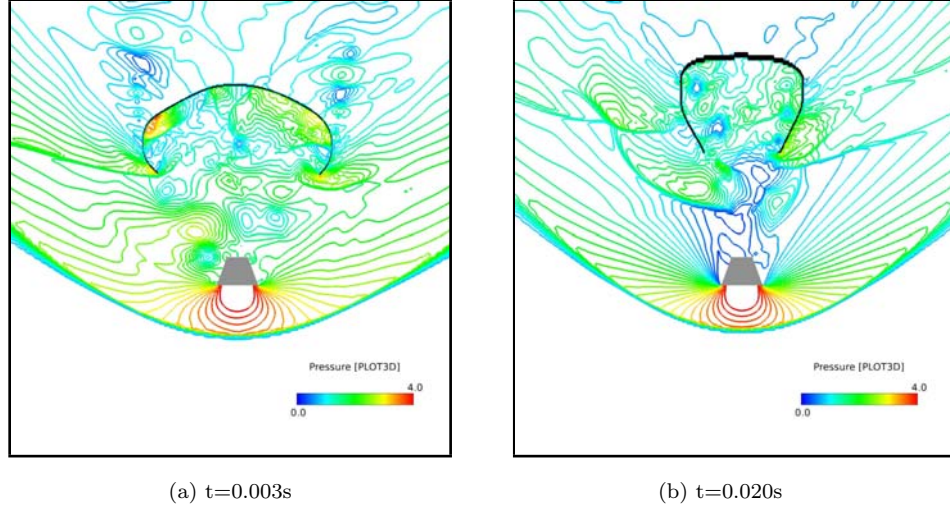 Pressure [PLOT3D]
4.0
0.0
Pressure [PLOT3D]
4.0
0.0
(a) t=0.003s
(b) t=0.020s